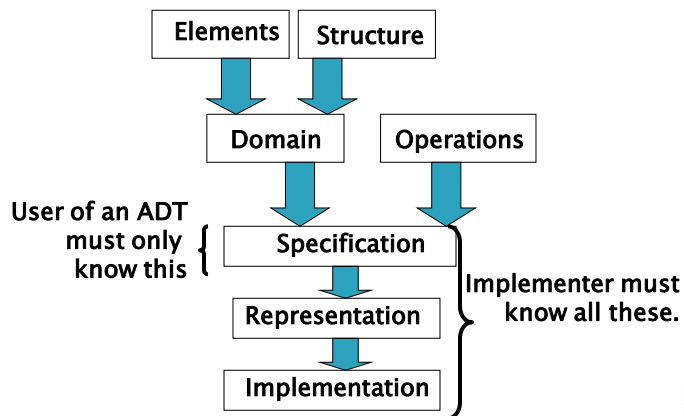 Elements
Structure
Domain
Operations
User of an ADT
must only
know this
Specification
Implementer must
know all these.
Representation
Implementation